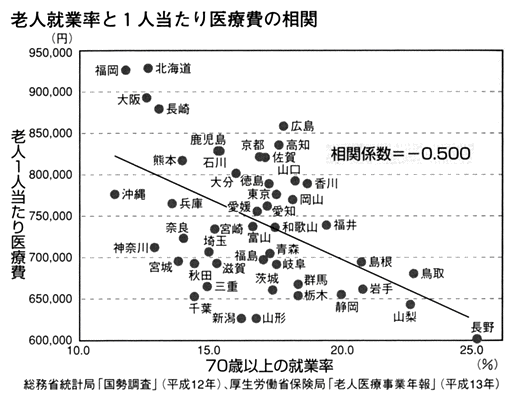 老人就業率と1人当たり医療費の相関
(円)
950,000
900,000
850,000
800,000
750,000
700,000
650,000
600,000
老人1人当たり医療費
福岡
北海道
大阪
長崎
広島
鹿児島
京都
高知
相関係数＝−0.500
熊本
石川
佐賀
山口
大分
徳島
香川
沖縄
兵庫
東京
岡山
愛媛
愛知
奈良
宮崎
和歌山
福井
神奈川
埼玉
富山
青森
宮城
福島
岐阜
島根
秋田
滋賀
鳥取
三重
茨城
群馬
岩手
千葉
栃木
静岡
山梨
新潟
山形
長野
10.0
15.0
20.0
25.0
70歳以上の就業率
(%)
総務省統計局「国勢調査」(平成12年)、厚生労働省保険局「老人医療事業年報」(平成13年)